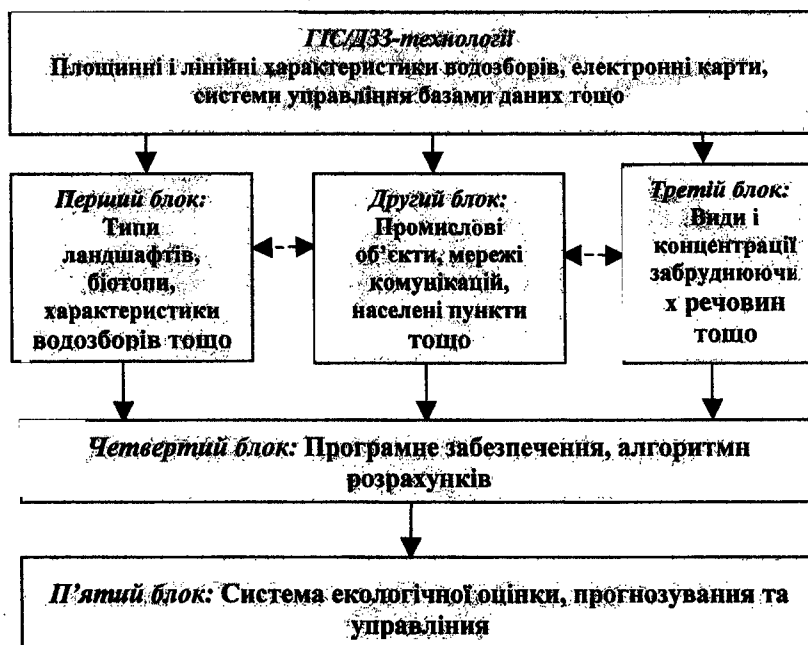 ГІС/ДЗЗ-технології
Площинні і лінійні характеристики водозборів, електронні карти,
системи управління базами даних тощо
Перший блок:
Типи
ландшафтів,
біотопи,
характеристики
водозборів тощо
Другий блок:
Промислові
об’єкти, мережі
комунікацій,
населені пункти
тощо
Третій блок:
Види і
концентрації
забруднюючи
х речовин
тощо
Четвертий блок: Програмне забезпечення, алгоритми
розрахунків
П’ятий блок: Система екологічної оцінки, прогнозування та
управління